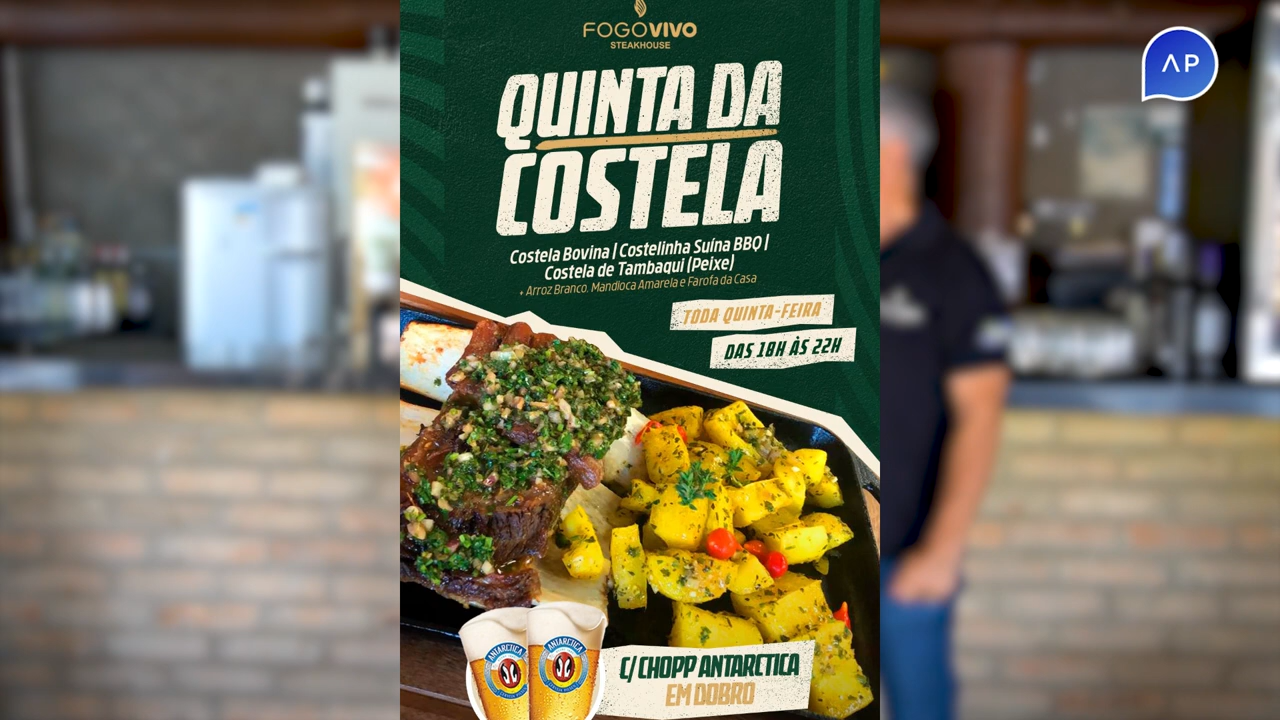 FOGOVIVO
STEAKHOUSE
AP
QUINTA DA
COSTELA
Costela Bovina | Costelinha Suína BBQ |
Costela de Tambaqui (Peixe)
+ Arroz Branco, Mandioca Amarela e Farofa da Casa
TODA QUINTA-FEIRA
DAS 18H ÀS 22H
ANTARCTICA
ANTARCTICA
C/ CHOPP ANTARCTICA
EM DOBRO